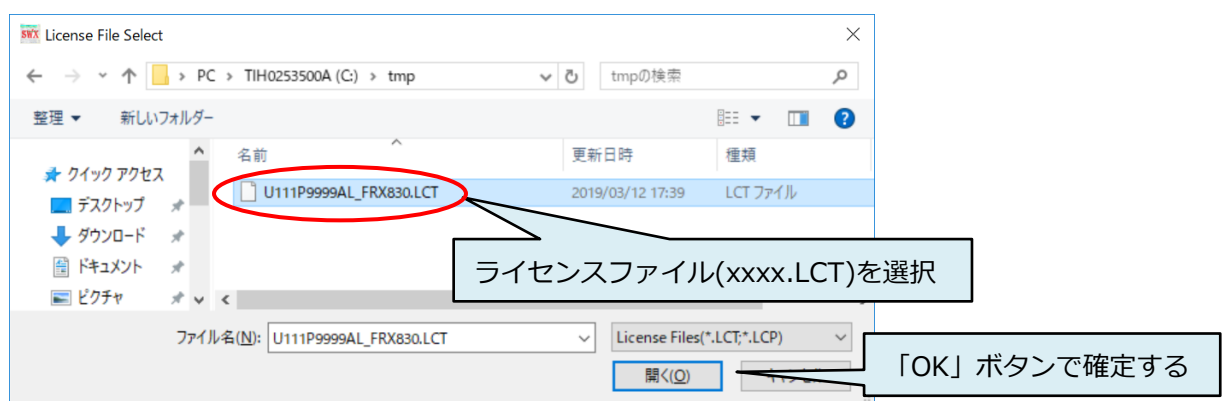 SWX License File Select
PC › TIH0253500A (C:) › tmp
tmpの検索
整理 新しいフォルダー
名前 更新日時 種類
クイック アクセス
U111P9999AL_FRX830.LCT 2019/03/12 17:39 LCT ファイル
デスクトップ
ダウンロード
ドキュメント
ピクチャ
ライセンスファイル(xxxx.LCT)を選択
ファイル名(N): U111P9999AL_FRX830.LCT License Files(*.LCT;*.LCP)
開く(O)
「OK」ボタンで確定する